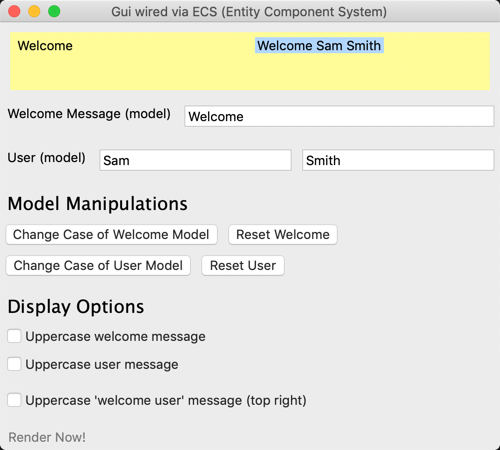 Gui wired via ECS (Entity Component System)
Welcome Welcome Sam Smith
Welcome Message (model) Welcome
User (model) Sam Smith
Model Manipulations
Change Case of Welcome Model Reset Welcome
Change Case of User Model Reset User
Display Options
Uppercase welcome message
Uppercase user message
Uppercase 'welcome user' message (top right)
Render Now!